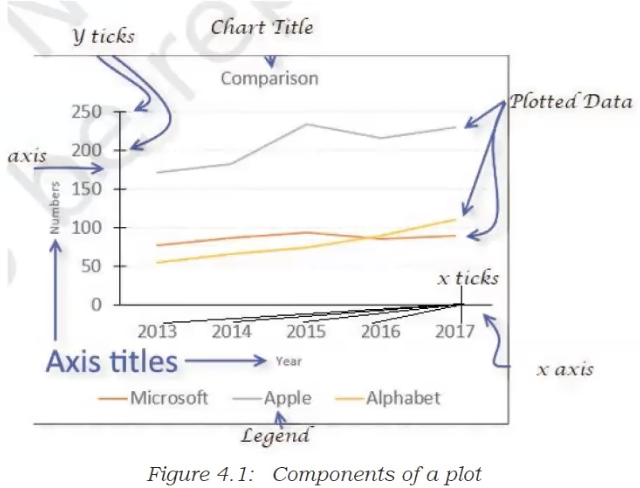 Chart Title
Y ticks
Comparison
Plotted Data
250
200
150
100
50
0
axis
Numbers
x ticks
2013 2014 2015 2016 2017
Axis titles
Year
x axis
Microsoft Apple Alphabet
Legend
Figure 4.1: Components of a plot